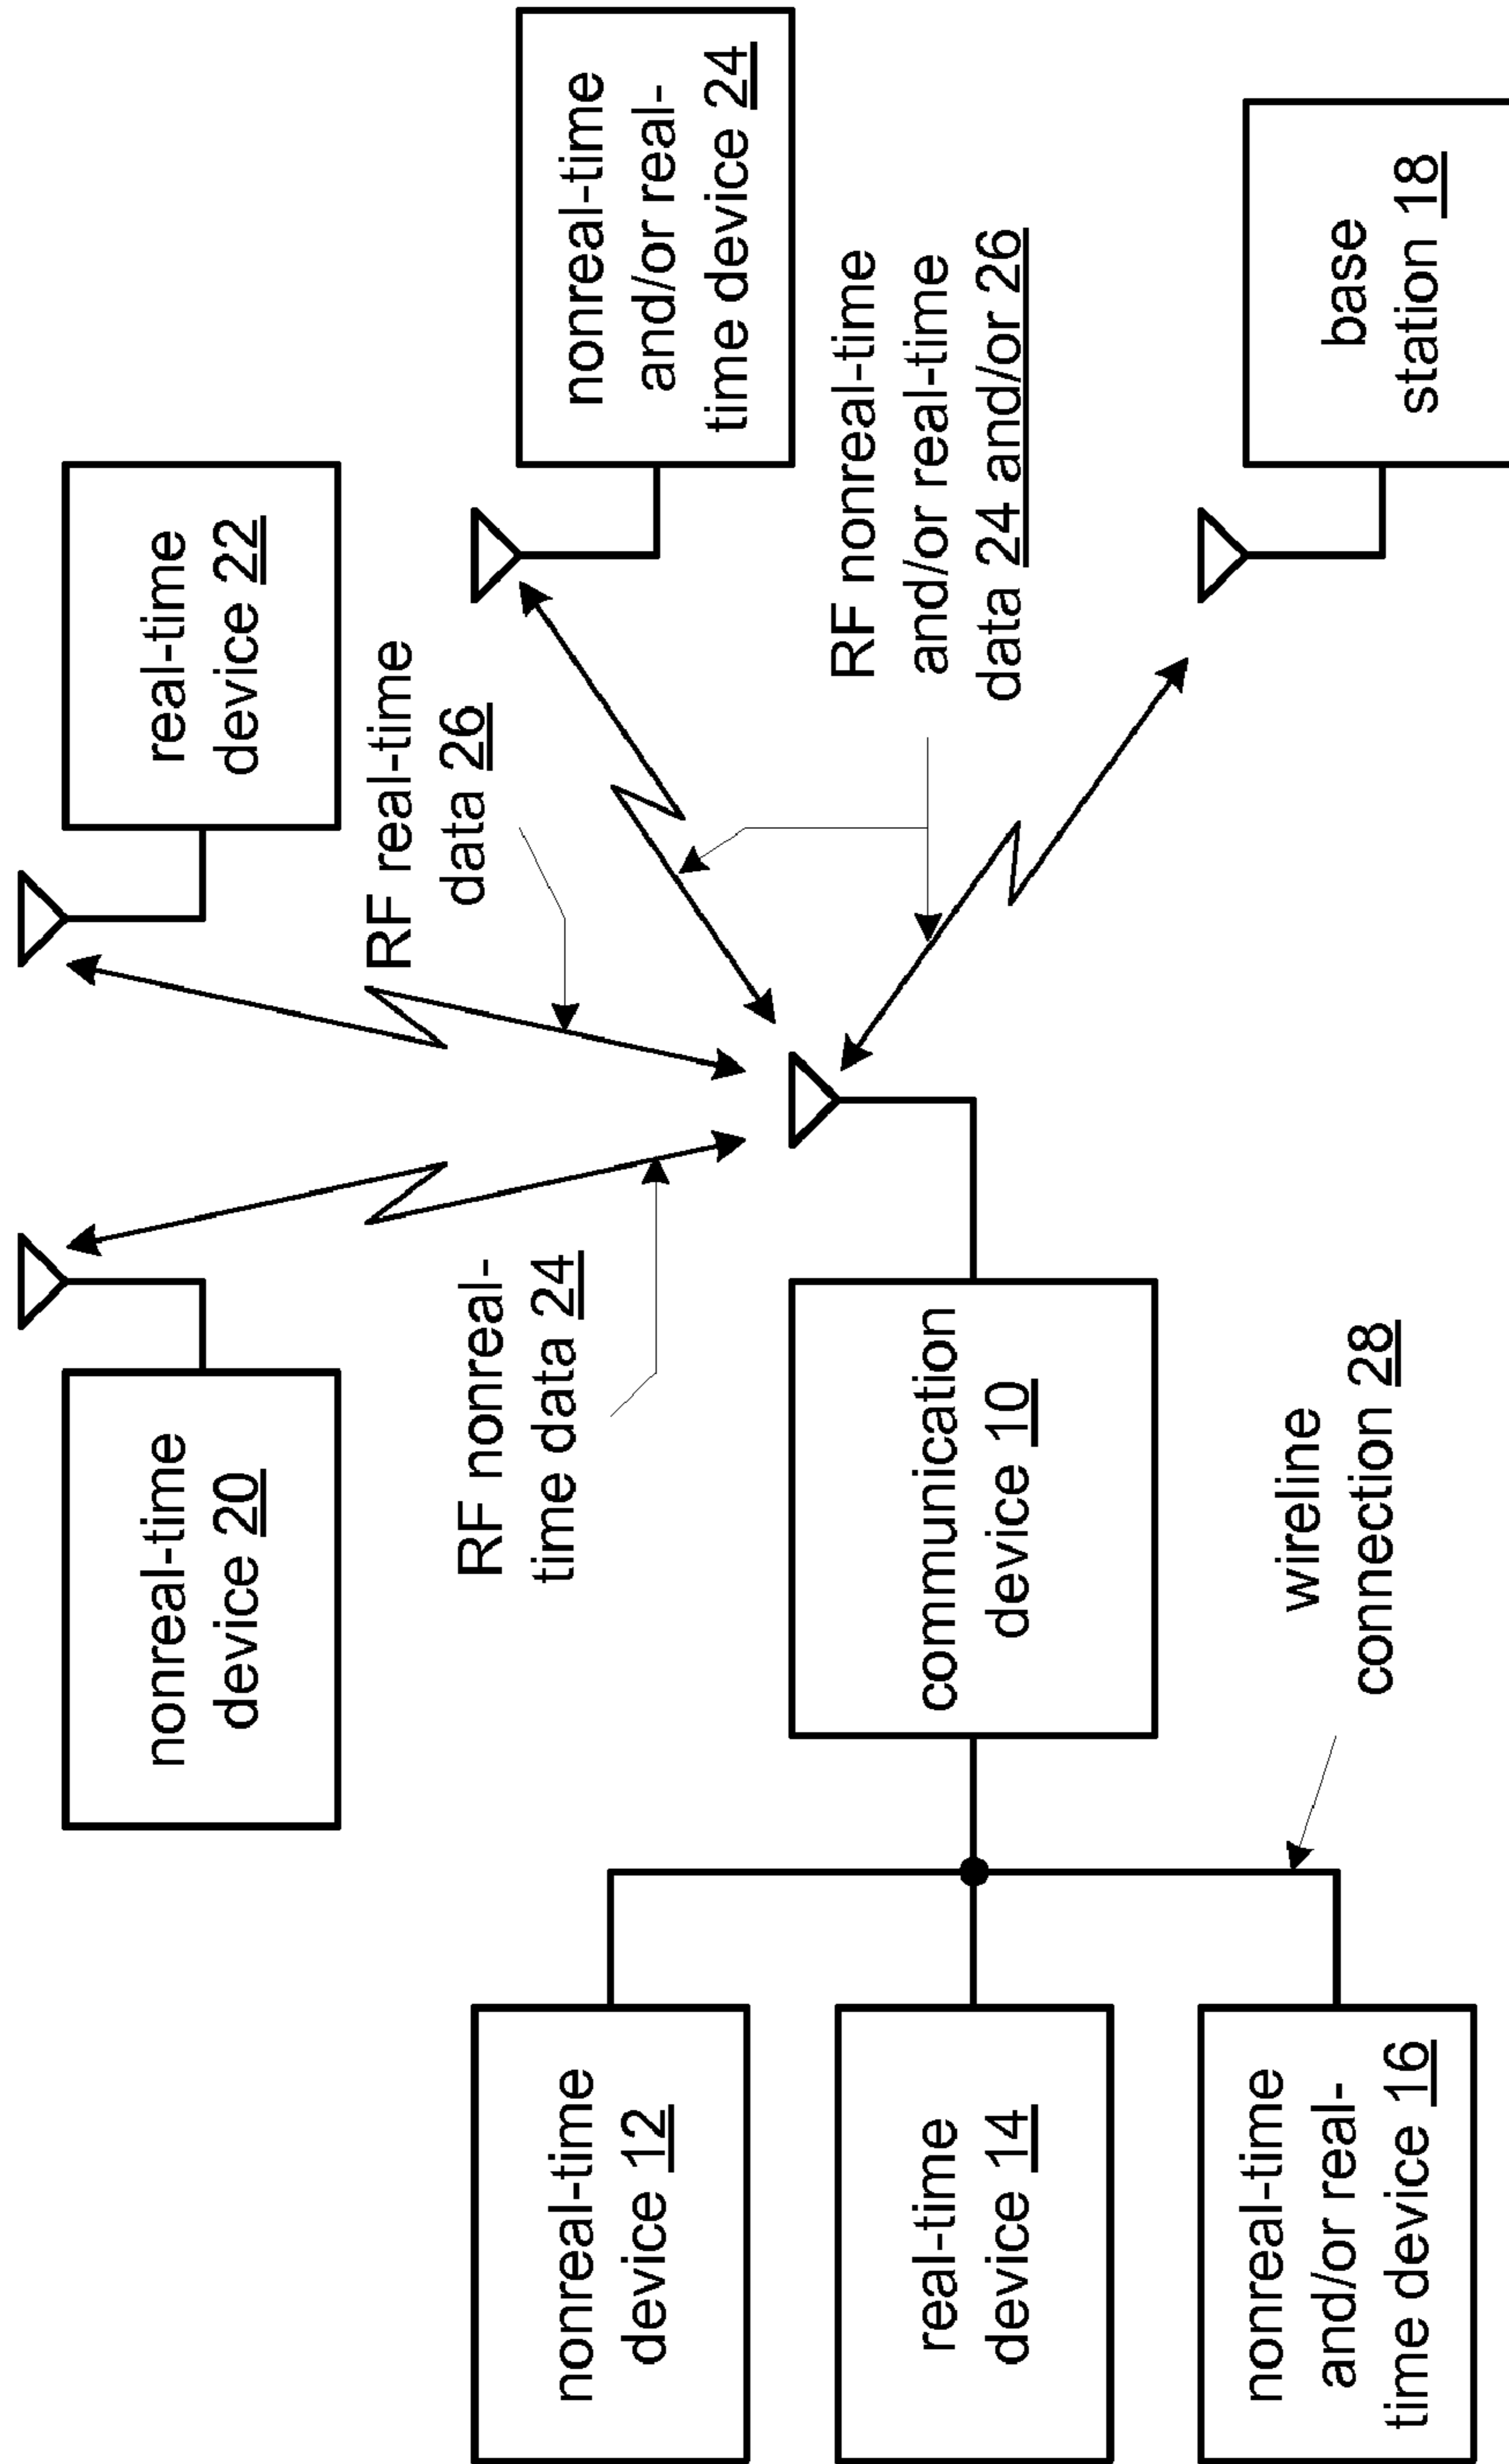 nonreal-time
device 20
real-time
device 22
RF nonreal-
time data 24
RF real-time
data 26
nonreal-time
and/or real-
time device 24
nonreal-time
device 12
communication
device 10
RF nonreal-time
and/or real-time
data 24 and/or 26
real-time
device 14
wireline
connection 28
nonreal-time
and/or real-
time device 16
base
station 18